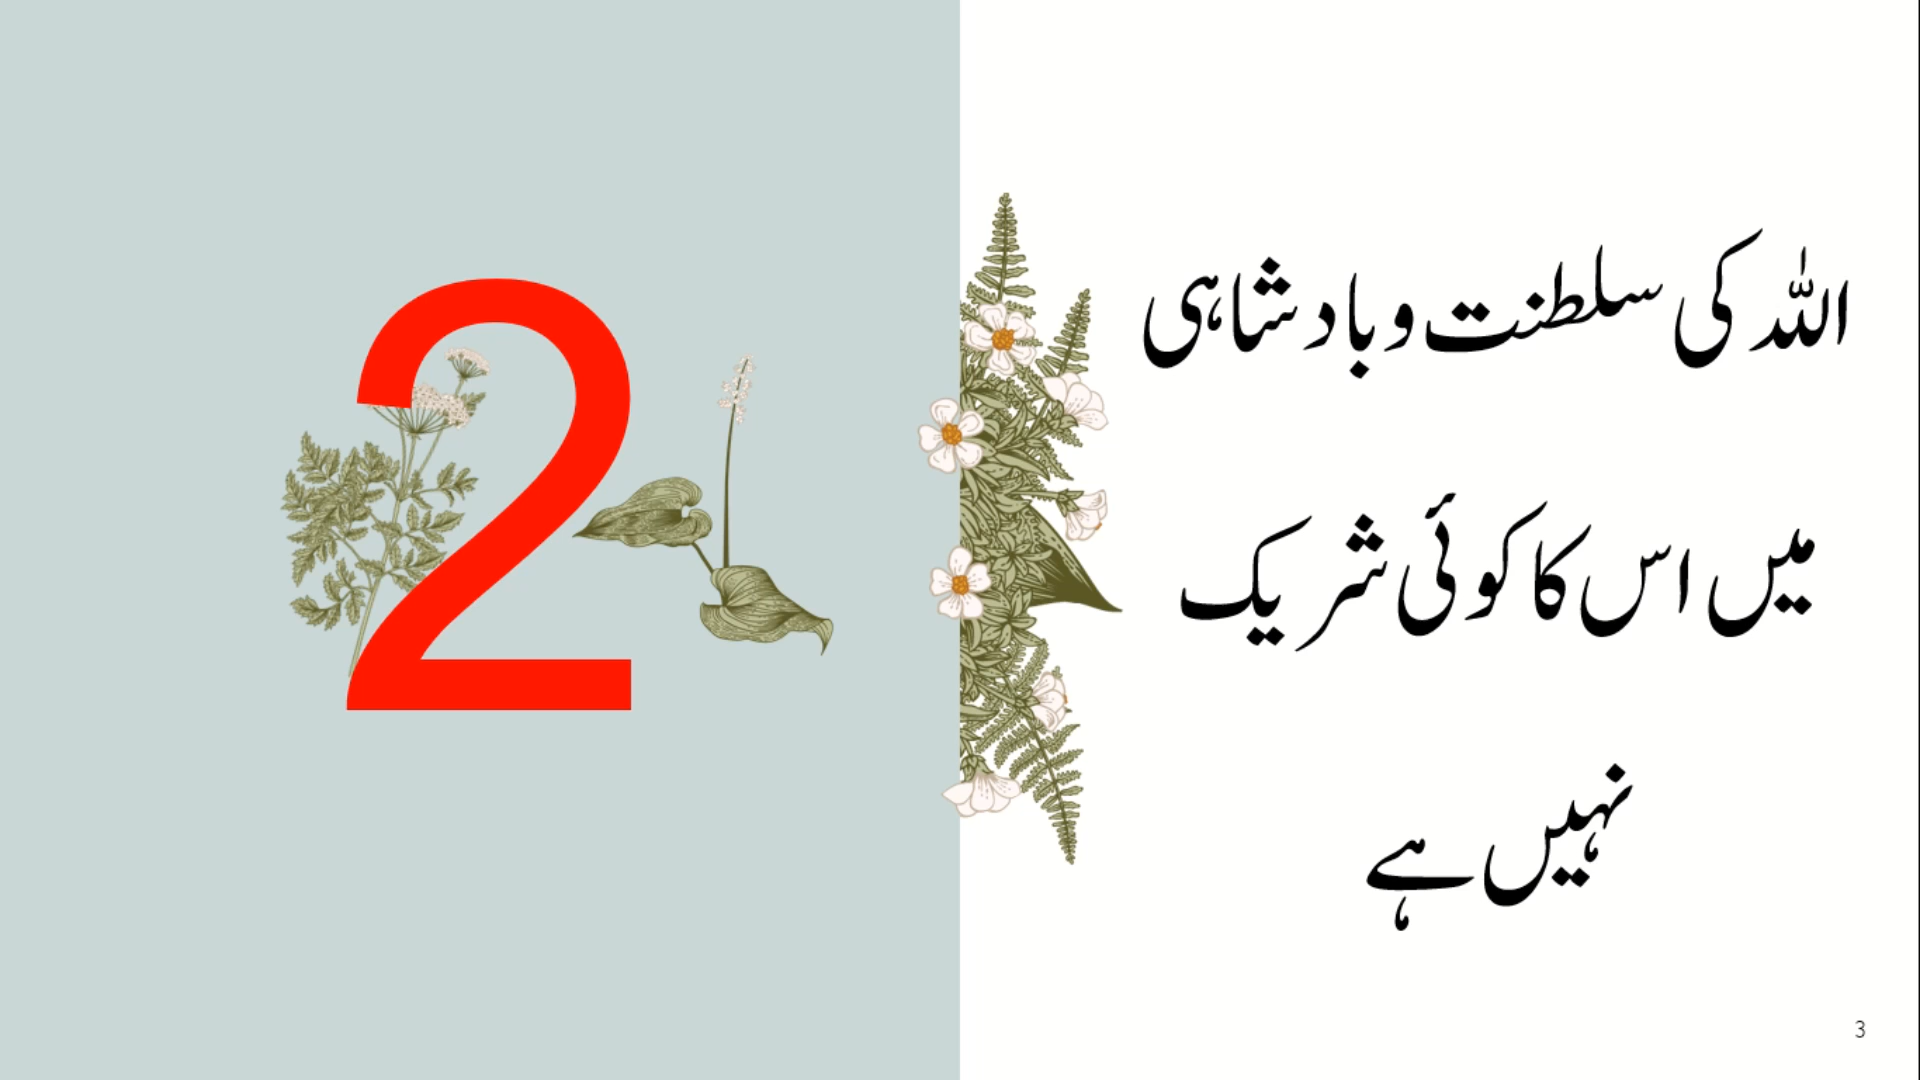 2
اللہ کی سلطنت و بادشاہی
میں اس کا کوئی شریک
نہیں ہے
3